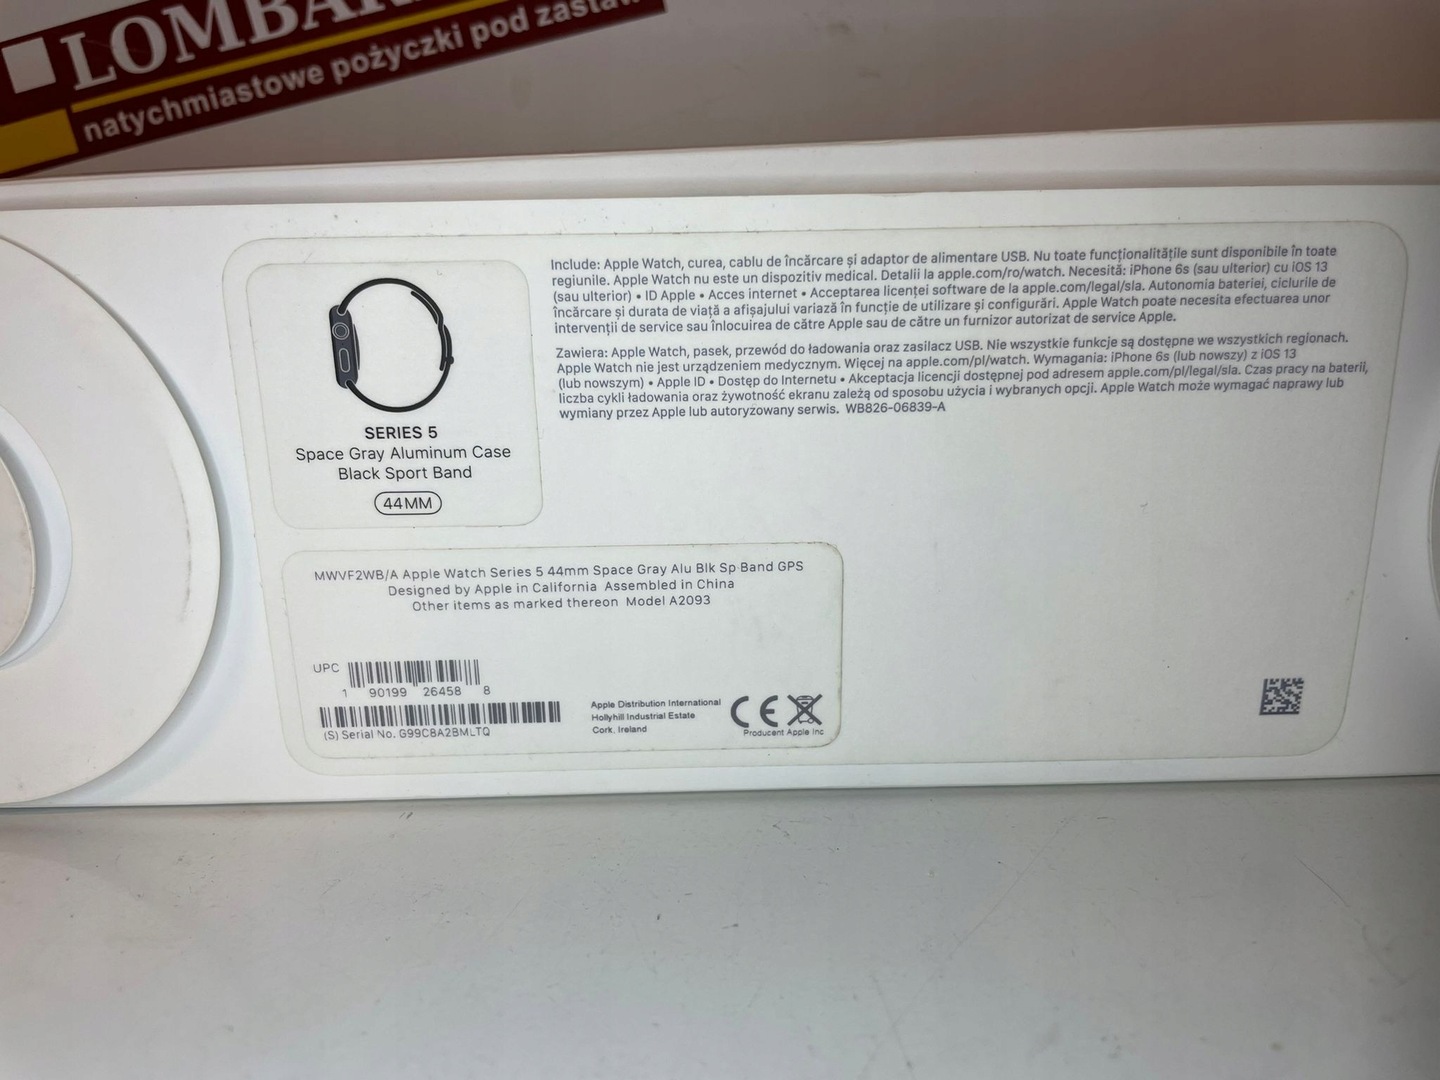 LOMBAR
natychmiastowe pożyczki pod zastaw
SERIES 5
Space Gray Aluminum Case
Black Sport Band
44MM
Include: Apple Watch, curea, cablu de încărcare și adaptor de alimentare USB. Nu toate funcționalitățile sunt disponibile în toate
regiunile. Apple Watch nu este un dispozitiv medical. Detalii la apple.com/ro/watch. Necesită: iPhone 6s (sau ulterior) cu iOS 13
(sau ulterior) • ID Apple • Acces internet • Acceptarea licenței software de la apple.com/legal/sla. Autonomia bateriei, ciclurile de
încărcare și durata de viață a afișajului variază în funcție de utilizare și configurări. Apple Watch poate necesita efectuarea unor
intervenții de service sau înlocuirea de către Apple sau de către un furnizor autorizat de service Apple.
Zawiera: Apple Watch, pasek, przewód do ładowania oraz zasilacz USB. Nie wszystkie funkcje są dostępne we wszystkich regionach.
Apple Watch nie jest urządzeniem medycznym. Więcej na apple.com/pl/watch. Wymagania: iPhone 6s (lub nowszy) z iOS 13
(lub nowszym) • Apple ID • Dostęp do Internetu • Akceptacja licencji dostępnej pod adresem apple.com/pl/legal/sla. Czas pracy na baterii,
liczba cykli ładowania oraz żywotność ekranu zależą od sposobu użycia i wybranych opcji. Apple Watch może wymagać naprawy lub
wymiany przez Apple lub autoryzowany serwis. WB826-06839-A
MWVF2WB/A Apple Watch Series 5 44mm Space Gray Alu Blk Sp Band GPS
Designed by Apple in California Assembled in China
Other items as marked thereon Model A2093
UPC
1 90199 26458 8
(S) Serial No. G99C8A2BMLTQ
Apple Distribution International
Hollyhill Industrial Estate
Cork, Ireland
CE
Producent Apple Inc